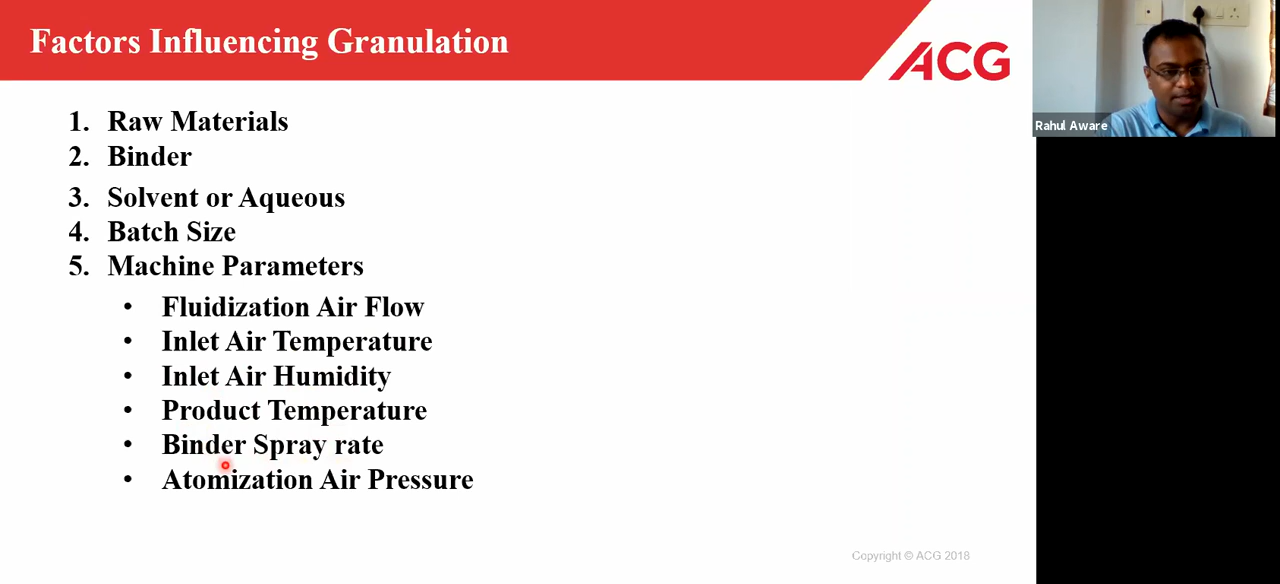 Factors Influencing Granulation
ACG
Rahul Aware
1. Raw Materials
2. Binder
3. Solvent or Aqueous
4. Batch Size
5. Machine Parameters
• Fluidization Air Flow
• Inlet Air Temperature
• Inlet Air Humidity
• Product Temperature
• Binder Spray rate
• Atomization Air Pressure
Copyright © ACG 2018